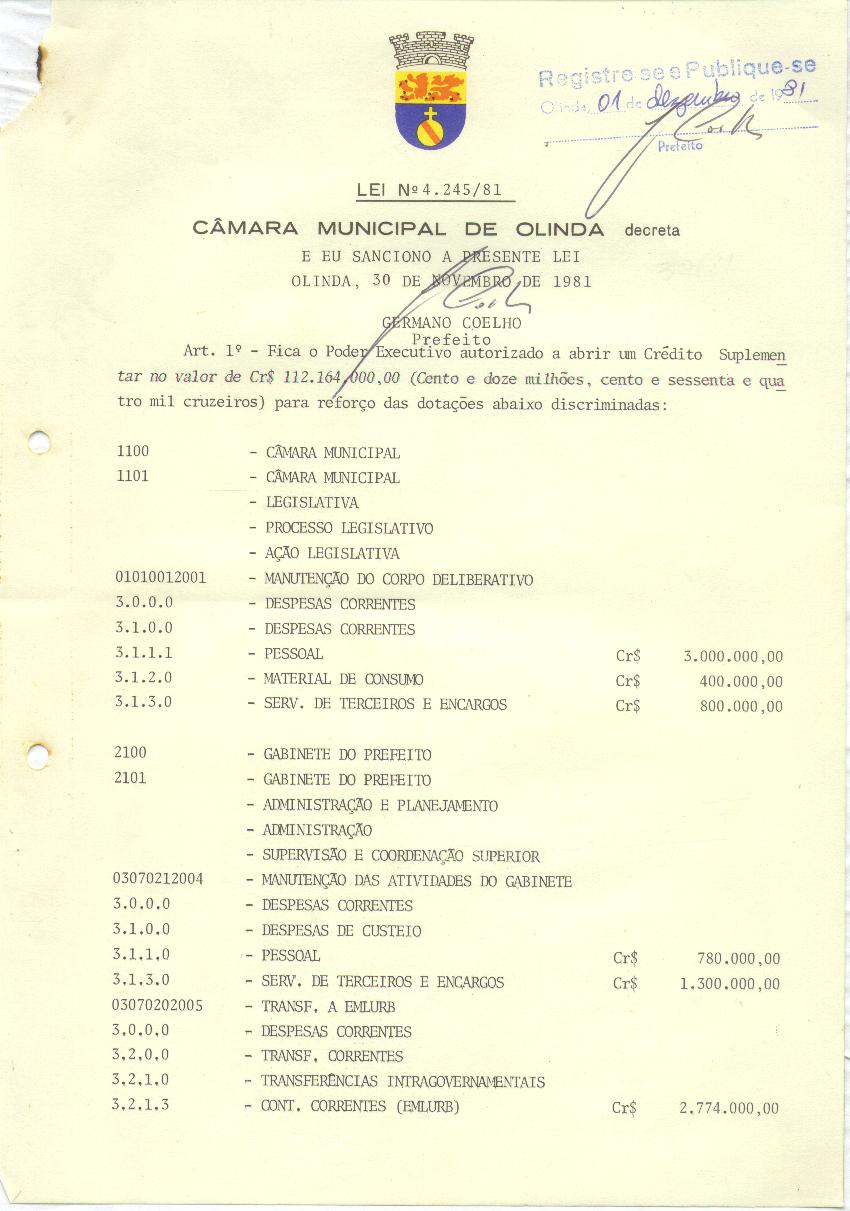 Registre-se e Publique-se
Olinda, 01 de dezembro de 1981
Prefeito
LEI Nº 4.245/81
CÂMARA MUNICIPAL DE OLINDA decreta
E EU SANCIONO A PRESENTE LEI
OLINDA, 30 DE NOVEMBRO DE 1981
GERMANO COELHO
Prefeito
Art. 1º - Fica o Poder Executivo autorizado a abrir um Crédito Suplemen
tar no valor de Cr$ 112.164.000,00 (Cento e doze milhões, cento e sessenta e qua
tro mil cruzeiros) para reforço das dotações abaixo discriminadas:
1100 - CÂMARA MUNICIPAL
1101 - CÂMARA MUNICIPAL
- LEGISLATIVA
- PROCESSO LEGISLATIVO
- AÇÃO LEGISLATIVA
01010012001 - MANUTENÇÃO DO CORPO DELIBERATIVO
3.0.0.0 - DESPESAS CORRENTES
3.1.0.0 - DESPESAS CORRENTES
3.1.1.1 - PESSOAL Cr$ 3.000.000,00
3.1.2.0 - MATERIAL DE CONSUMO Cr$ 400.000,00
3.1.3.0 - SERV. DE TERCEIROS E ENCARGOS Cr$ 800.000,00
2100 - GABINETE DO PREFEITO
2101 - GABINETE DO PREFEITO
- ADMINISTRAÇÃO E PLANEJAMENTO
- ADMINISTRAÇÃO
- SUPERVISÃO E COORDENAÇÃO SUPERIOR
03070212004 - MANUTENÇÃO DAS ATIVIDADES DO GABINETE
3.0.0.0 - DESPESAS CORRENTES
3.1.0.0 - DESPESAS DE CUSTEIO
3.1.1.0 - PESSOAL Cr$ 780.000,00
3.1.3.0 - SERV. DE TERCEIROS E ENCARGOS Cr$ 1.300.000,00
03070202005 - TRANSF. A EMLURB
3.0.0.0 - DESPESAS CORRENTES
3.2.0.0 - TRANSF. CORRENTES
3.2.1.0 - TRANSFERÊNCIAS INTRAGOVERNAMENTAIS
3.2.1.3 - CONT. CORRENTES (EMLURB) Cr$ 2.774.000,00